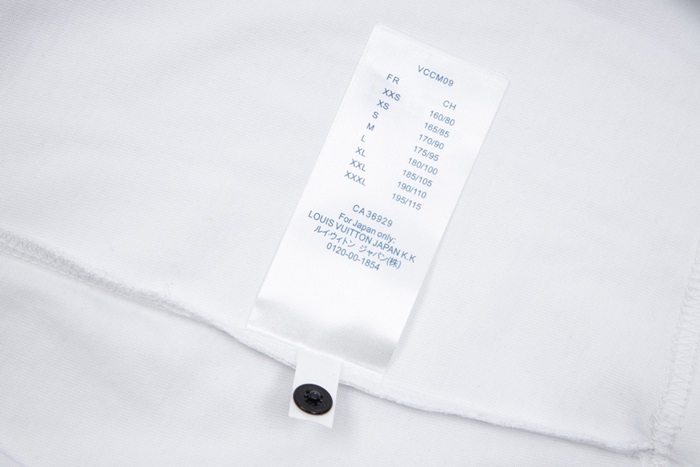 VCCM09
FR CH
XXS 160/80
XS 165/85
S 170/90
M 175/95
L 180/100
XL 185/105
XXL 190/110
XXXL 195/115
CA 36929
For Japan only:
LOUIS VUITTON JAPAN K.K
ルイ・ヴィトン ジャパン(株)
0120-00-1854